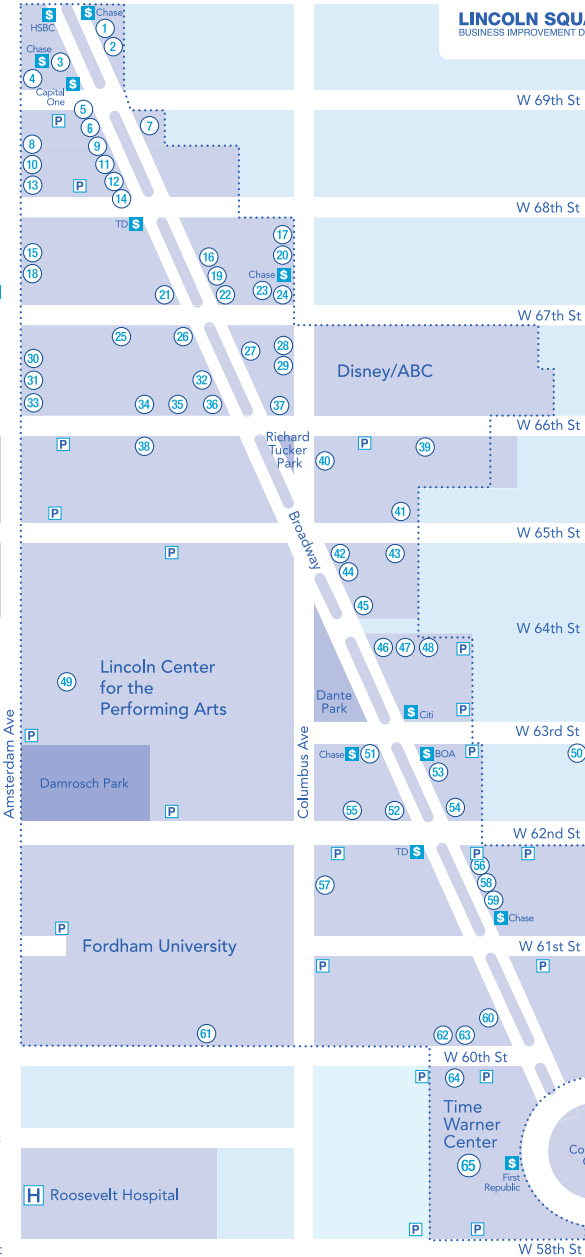 LINCOLN SQUA
BUSINESS IMPROVEMENT D
$ $ Chase
HSBC
1
2
Chase
$ 3
4 $
Capital
One
W 69th St
5
P 6 7
8 9
10 11
13 P 12
14
W 68th St
TD $
17
15 16 20
18 19 Chase $
21 22 23 24
W 67th St
25 26
30 27 28
29
31 32
33 34 35 36 37
Disney/ABC
W 66th St
P 38
Richard
Tucker
Park
P 39
40
P 41
Broadway
W 65th St
P 42 43
44
45
W 64th St
46 47 48 P
49
Lincoln Center
for the
Performing Arts
Dante
Park
P
$ Citi
P
W 63rd St
Amsterdam Ave
Columbus Ave
Damrosch Park
P
Chase $ 51 $ BOA P 50
53
55 52 54
W 62nd St
P TD $ P P
56
57 58
59
$ Chase
P
Fordham University
W 61st St
P P
60
61 62 63
W 60th St
P 64 P
Time
Warner
Center
65 $
First
Republic
Co
H Roosevelt Hospital
P P
W 58th St